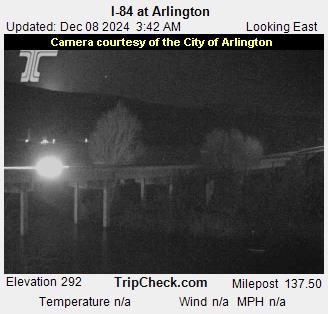 I-84 at Arlington
Updated: Dec 08 2024 3:42 AM Looking East
Camera courtesy of the City of Arlington
Elevation 292 TripCheck.com Milepost 137.50
Temperature n/a Wind n/a MPH n/a